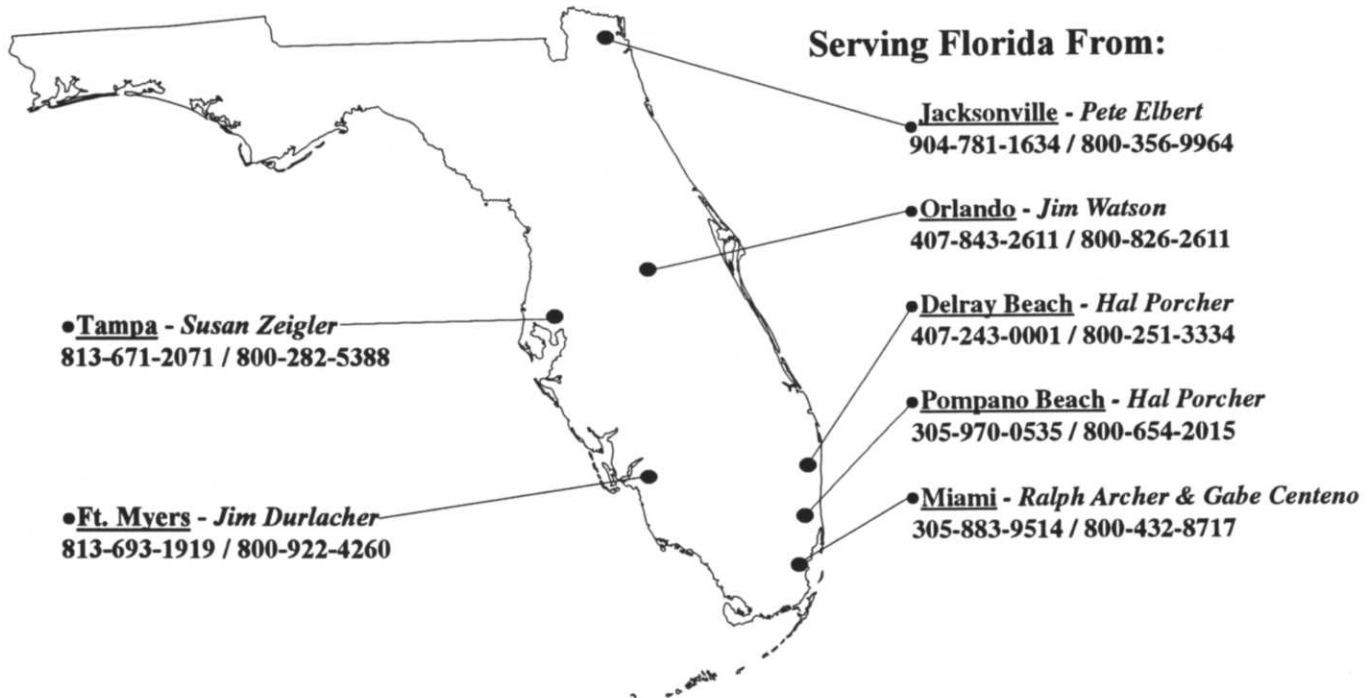 Serving Florida From:
•Jacksonville - Pete Elbert
904-781-1634 / 800-356-9964
•Orlando - Jim Watson
407-843-2611 / 800-826-2611
•Delray Beach - Hal Porcher
407-243-0001 / 800-251-3334
•Pompano Beach - Hal Porcher
305-970-0535 / 800-654-2015
•Miami - Ralph Archer & Gabe Centeno
305-883-9514 / 800-432-8717
•Tampa - Susan Zeigler
813-671-2071 / 800-282-5388
•Ft. Myers - Jim Durlacher
813-693-1919 / 800-922-4260